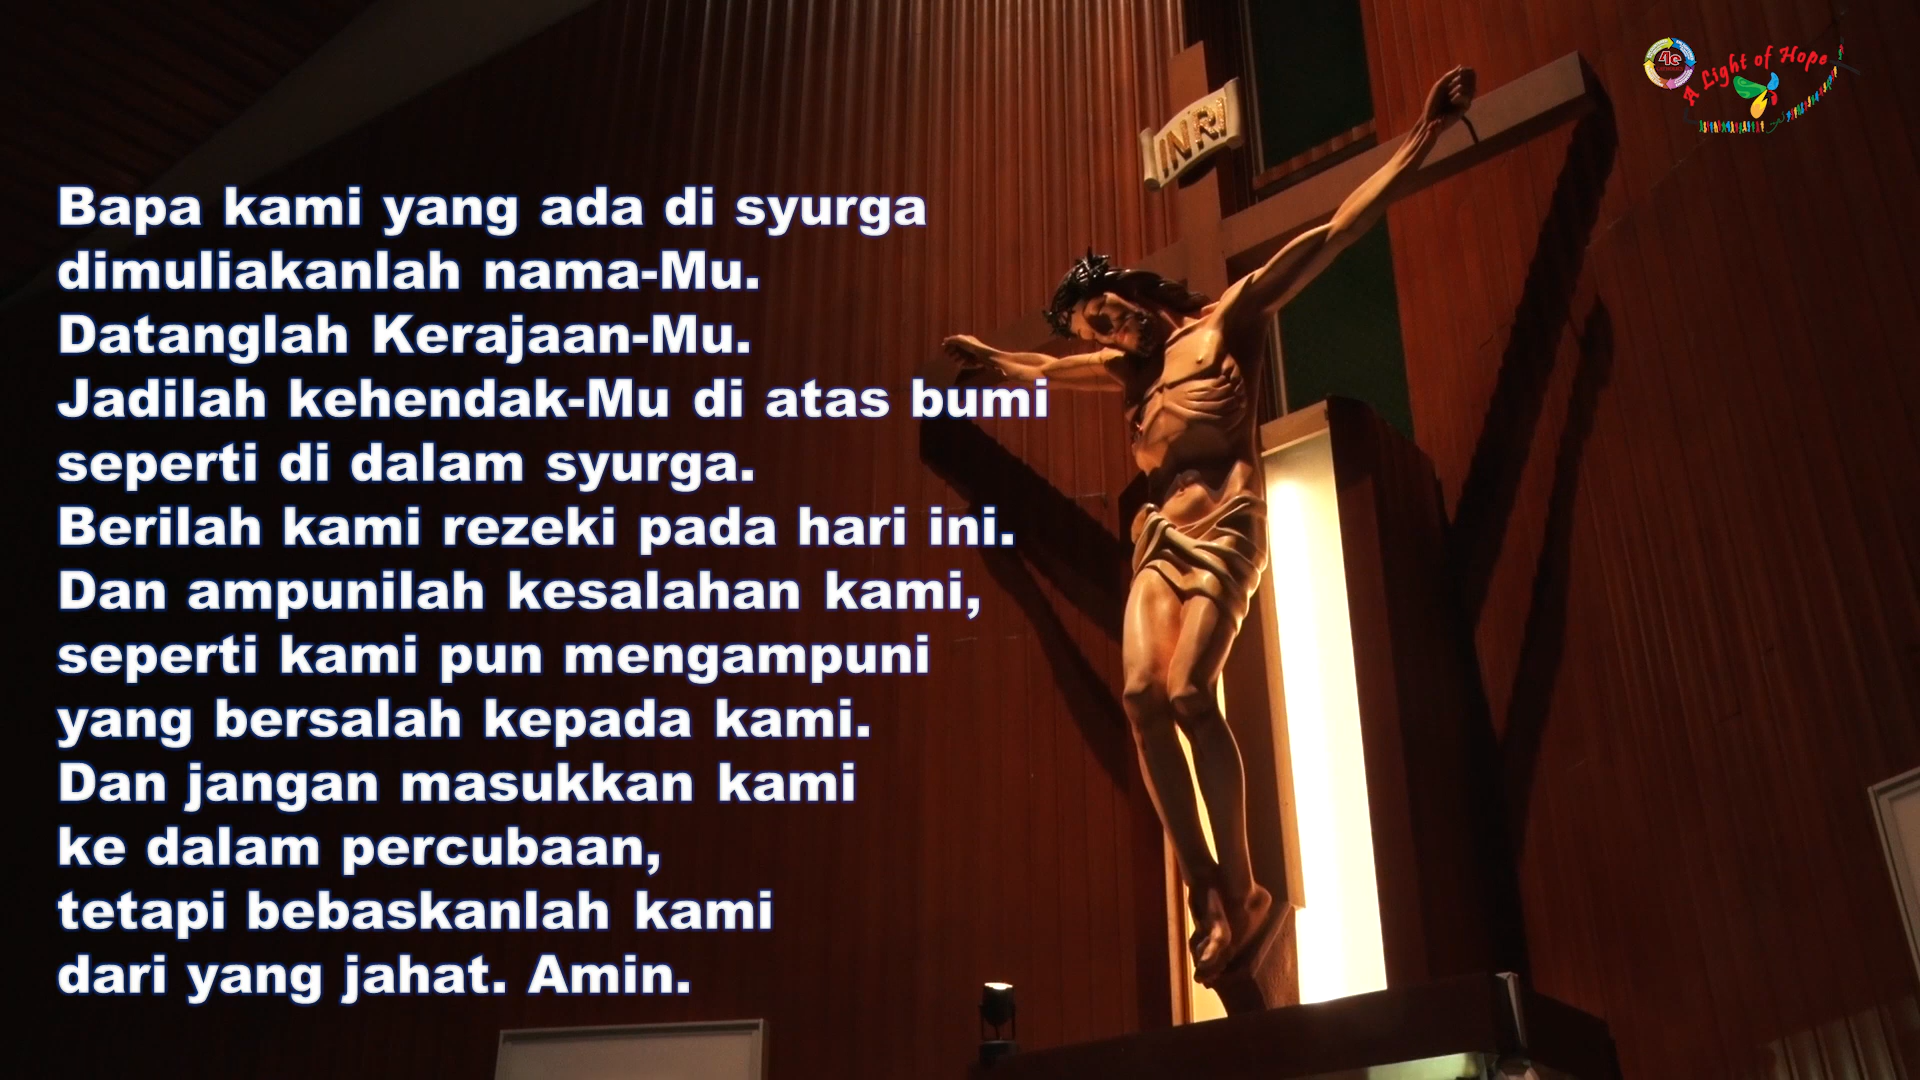 Bapa kami yang ada di syurga
dimuliakanlah nama-Mu.
Datanglah Kerajaan-Mu.
Jadilah kehendak-Mu di atas bumi
seperti di dalam syurga.
Berilah kami rezeki pada hari ini.
Dan ampunilah kesalahan kami,
seperti kami pun mengampuni
yang bersalah kepada kami.
Dan jangan masukkan kami
ke dalam percubaan,
tetapi bebaskanlah kami
dari yang jahat. Amin.
INRI
4e
A Light of Hope